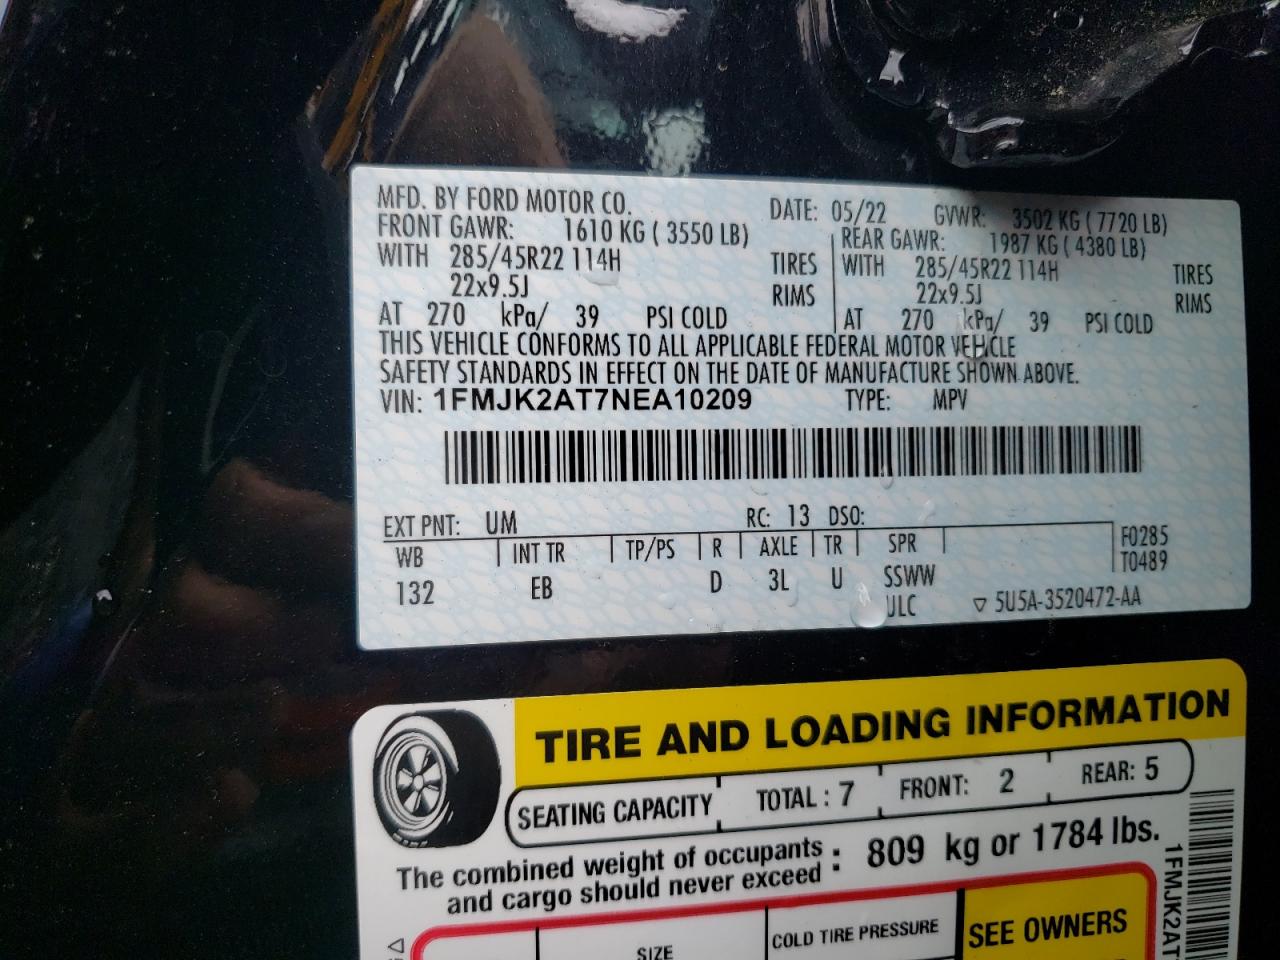 MFD. BY FORD MOTOR CO. DATE: 05/22 GVWR: 3502 KG ( 7720 LB)
FRONT GAWR: 1610 KG ( 3550 LB) REAR GAWR: 1987 KG ( 4380 LB)
WITH 285/45R22 114H TIRES WITH 285/45R22 114H TIRES
22x9.5J RIMS 22x9.5J RIMS
AT 270 kPa/ 39 PSI COLD AT 270 kPa/ 39 PSI COLD
THIS VEHICLE CONFORMS TO ALL APPLICABLE FEDERAL MOTOR VEHICLE
SAFETY STANDARDS IN EFFECT ON THE DATE OF MANUFACTURE SHOWN ABOVE.
VIN: 1FMJK2AT7NEA10209 TYPE: MPV
EXT PNT: UM RC: 13 DSO:
WB INT TR TP/PS R AXLE TR SPR F0285
T0489
132 EB D 3L U SSWW
ULC ▽ 5U5A-3520472-AA
TIRE AND LOADING INFORMATION
SEATING CAPACITY TOTAL : 7 FRONT: 2 REAR: 5
The combined weight of occupants
and cargo should never exceed : 809 kg or 1784 lbs.
SIZE COLD TIRE PRESSURE SEE OWNERS
1FMJK2AT